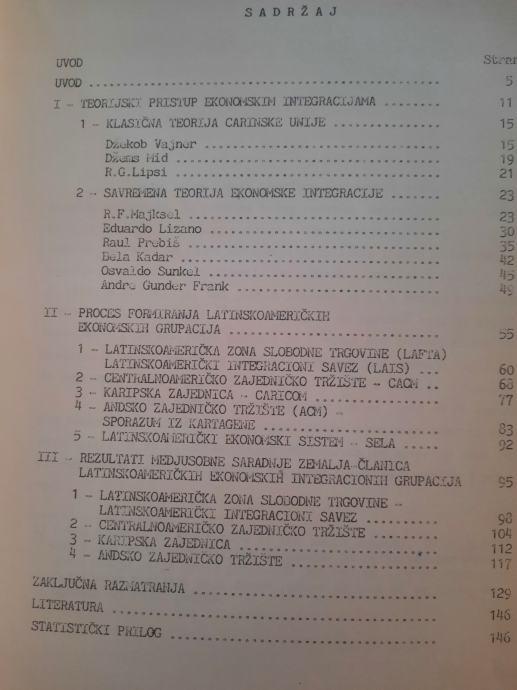 SADRŽAJ
UVOD Stran
UVOD ........................................ 5
I - TEORIJSKI PRISTUP EKONOMSKIM INTEGRACIJAMA ........ 11
1 - KLASIČNA TEORIJA CARINSKE UNIJE ............. 15
Džekob Vajner ........................... 15
Džems Mid ............................... 19
R.G.Lipsi ............................... 21
2 - SAVREMENA TEORIJA EKONOMSKE INTEGRACIJE ....... 23
R.F.Majksel ............................. 23
Eduardo Lizano .......................... 30
Raul Prebiš ............................. 35
Bela Kadar .............................. 42
Osvaldo Sunkel .......................... 45
Andre Gunder Frank ...................... 49
II - PROCES FORMIRANJA LATINSKOAMERIČKIH
EKONOMSKIH GRUPACIJA ....................... 55
1 - LATINSKOAMERIČKA ZONA SLOBODNE TRGOVINE (LAFTA)
LATINSKOAMERIČKI INTEGRACIONI SAVEZ (LAIS) ... 60
2 - CENTRALNOAMERIČKO ZAJEDNIČKO TRŽIŠTE - CACM .. 68
3 - KARIPSKA ZAJEDNICA - CARICOM ............... 77
4 - ANDSKO ZAJEDNIČKO TRŽIŠTE (ACM) -
SPORAZUM IZ KARTAGENE ..................... 83
5 - LATINSKOAMERIČKI EKONOMSKI SISTEM - SELA ..... 92
III - REZULTATI MEDJUSOBNE SARADNJE ZEMALJA-ČLANICA
LATINSKOAMERIČKIH EKONOMSKIH INTEGRACIONIH GRUPACIJA 95
1 - LATINSKOAMERIČKA ZONA SLOBODNE TRGOVINE -
LATINSKOAMERIČKI INTEGRACIONI SAVEZ ......... 98
2 - CENTRALNOAMERIČKO ZAJEDNIČKO TRŽIŠTE ........ 104
3 - KARIPSKA ZAJEDNICA ........................ 112
4 - ANDSKO ZAJEDNIČKO TRŽIŠTE ................. 117
ZAKLJUČNA RAZMATRANJA ............................ 129
LITERATURA ....................................... 146
STATISTIČKI PRILOG ............................... 146